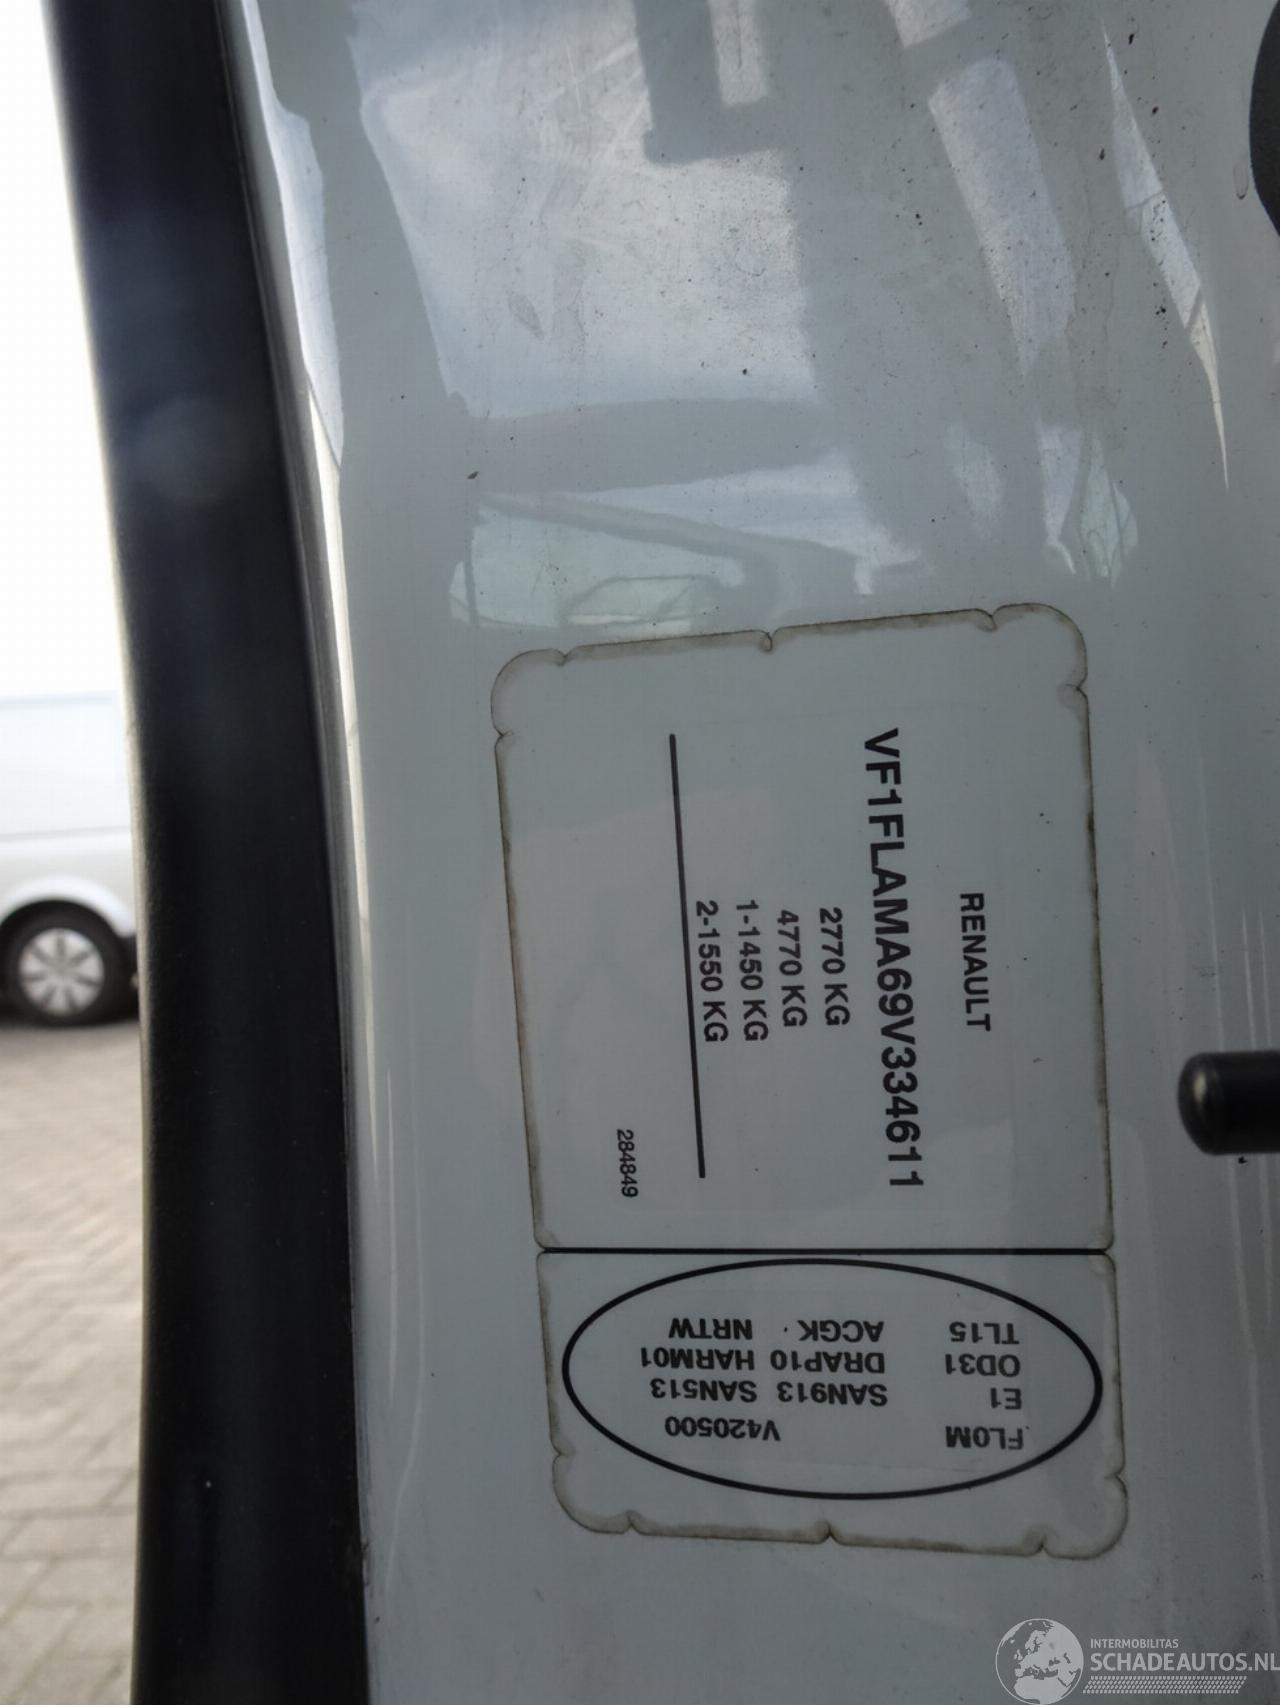 RENAULT
VF1FLAMA69V334611
2770 KG
4770 KG
1-1450 KG
2-1550 KG
284849
FL0M V420500
E1 SAN913 SAN513
OD31 DRAP10 HARM01
TL15 ACGK · NRTW
INTERMOBILITAS
SCHADEAUTOS.NL